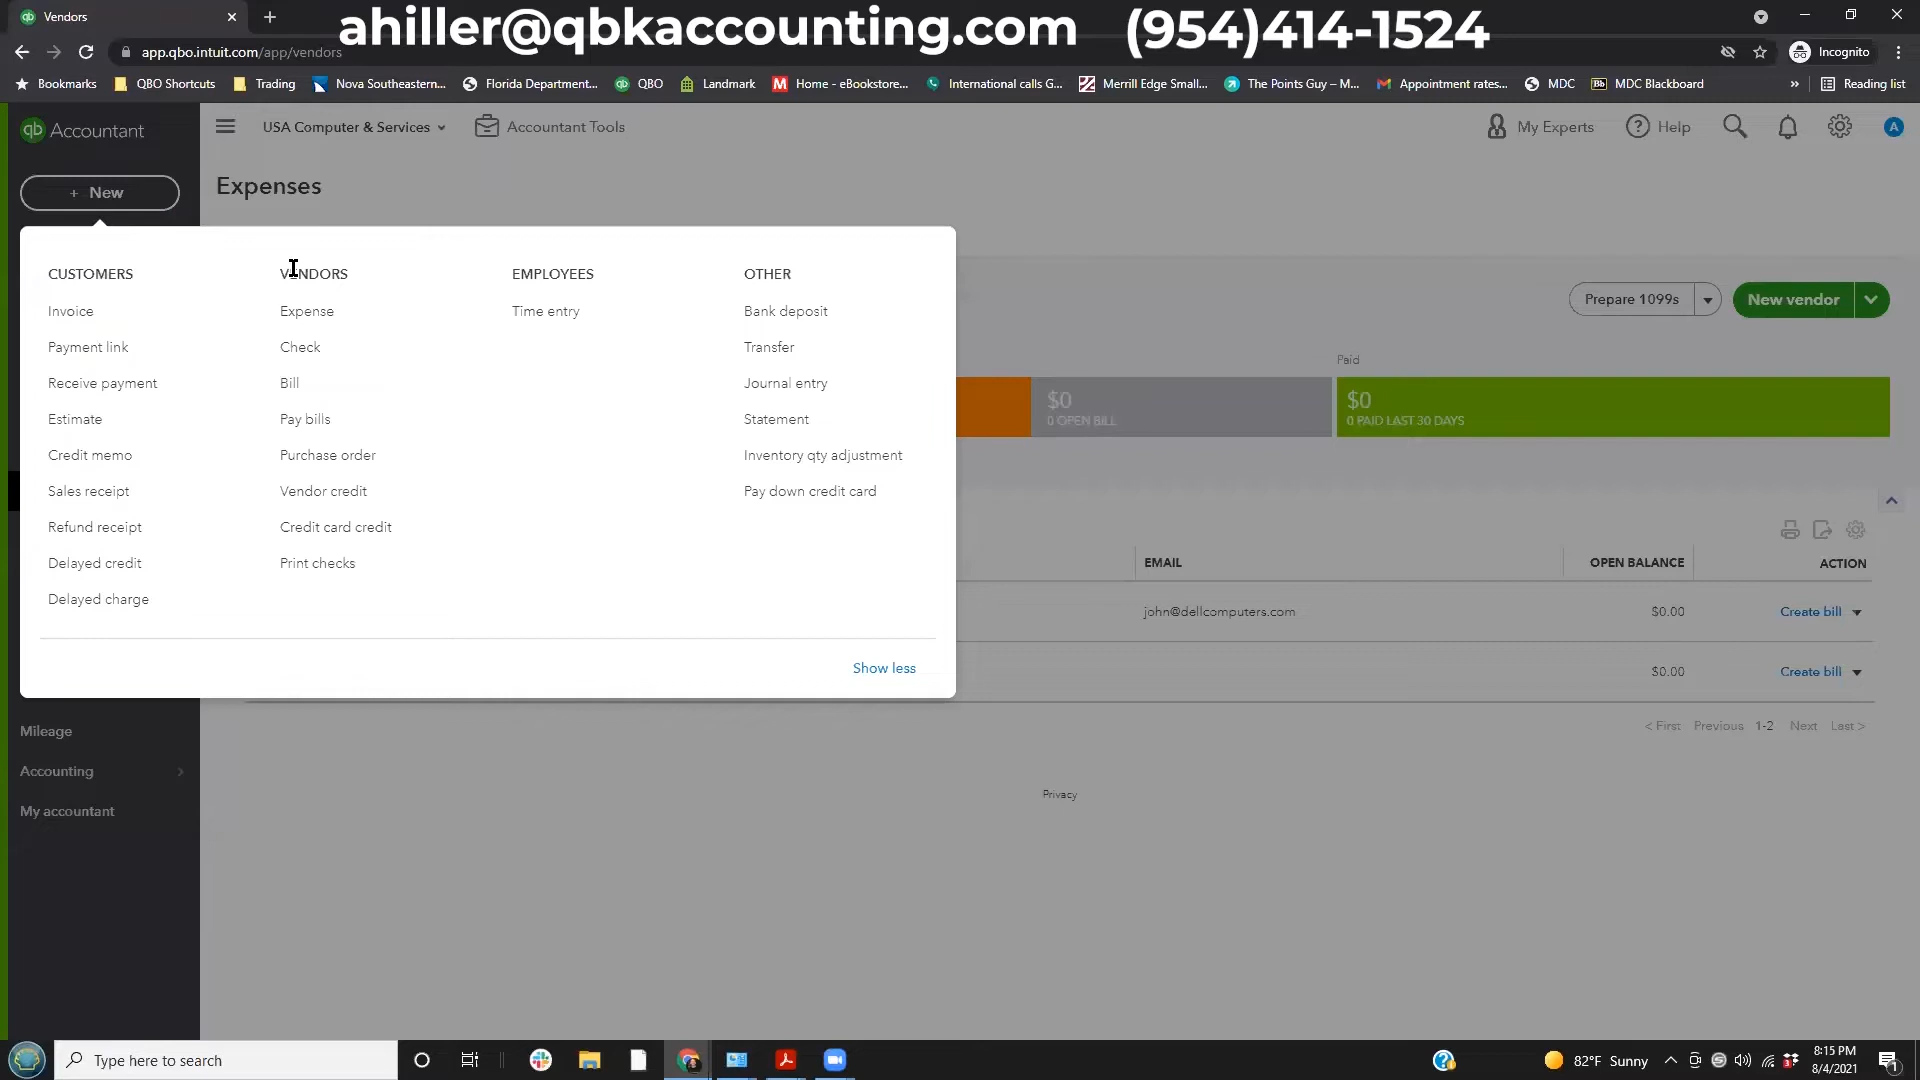 Vendors
ahiller@qbkaccounting.com (954)414-1524
app.qbo.intuit.com/app/vendors
Incognito
Bookmarks QBO Shortcuts Trading Nova Southeastern... Florida Department... QBO Landmark Home - eBookstore... International calls G... Merrill Edge Small... The Points Guy – M... Appointment rates... MDC Bb MDC Blackboard » Reading list
qb Accountant
USA Computer & Services Accountant Tools My Experts Help A
+ New
Expenses
CUSTOMERS VENDORS EMPLOYEES OTHER
Invoice Expense Time entry Bank deposit
Payment link Check Transfer
Receive payment Bill Journal entry
Estimate Pay bills Statement
Credit memo Purchase order Inventory qty adjustment
Sales receipt Vendor credit Pay down credit card
Refund receipt Credit card credit
Delayed credit Print checks
Delayed charge
Show less
Prepare 1099s New vendor
Paid
$0 $0
0 OPEN BILL 0 PAID LAST 30 DAYS
EMAIL OPEN BALANCE ACTION
john@dellcomputers.com $0.00 Create bill
$0.00 Create bill
< First Previous 1-2 Next Last >
Mileage
Accounting
My accountant
Privacy
Type here to search
82°F Sunny
8:15 PM
8/4/2021